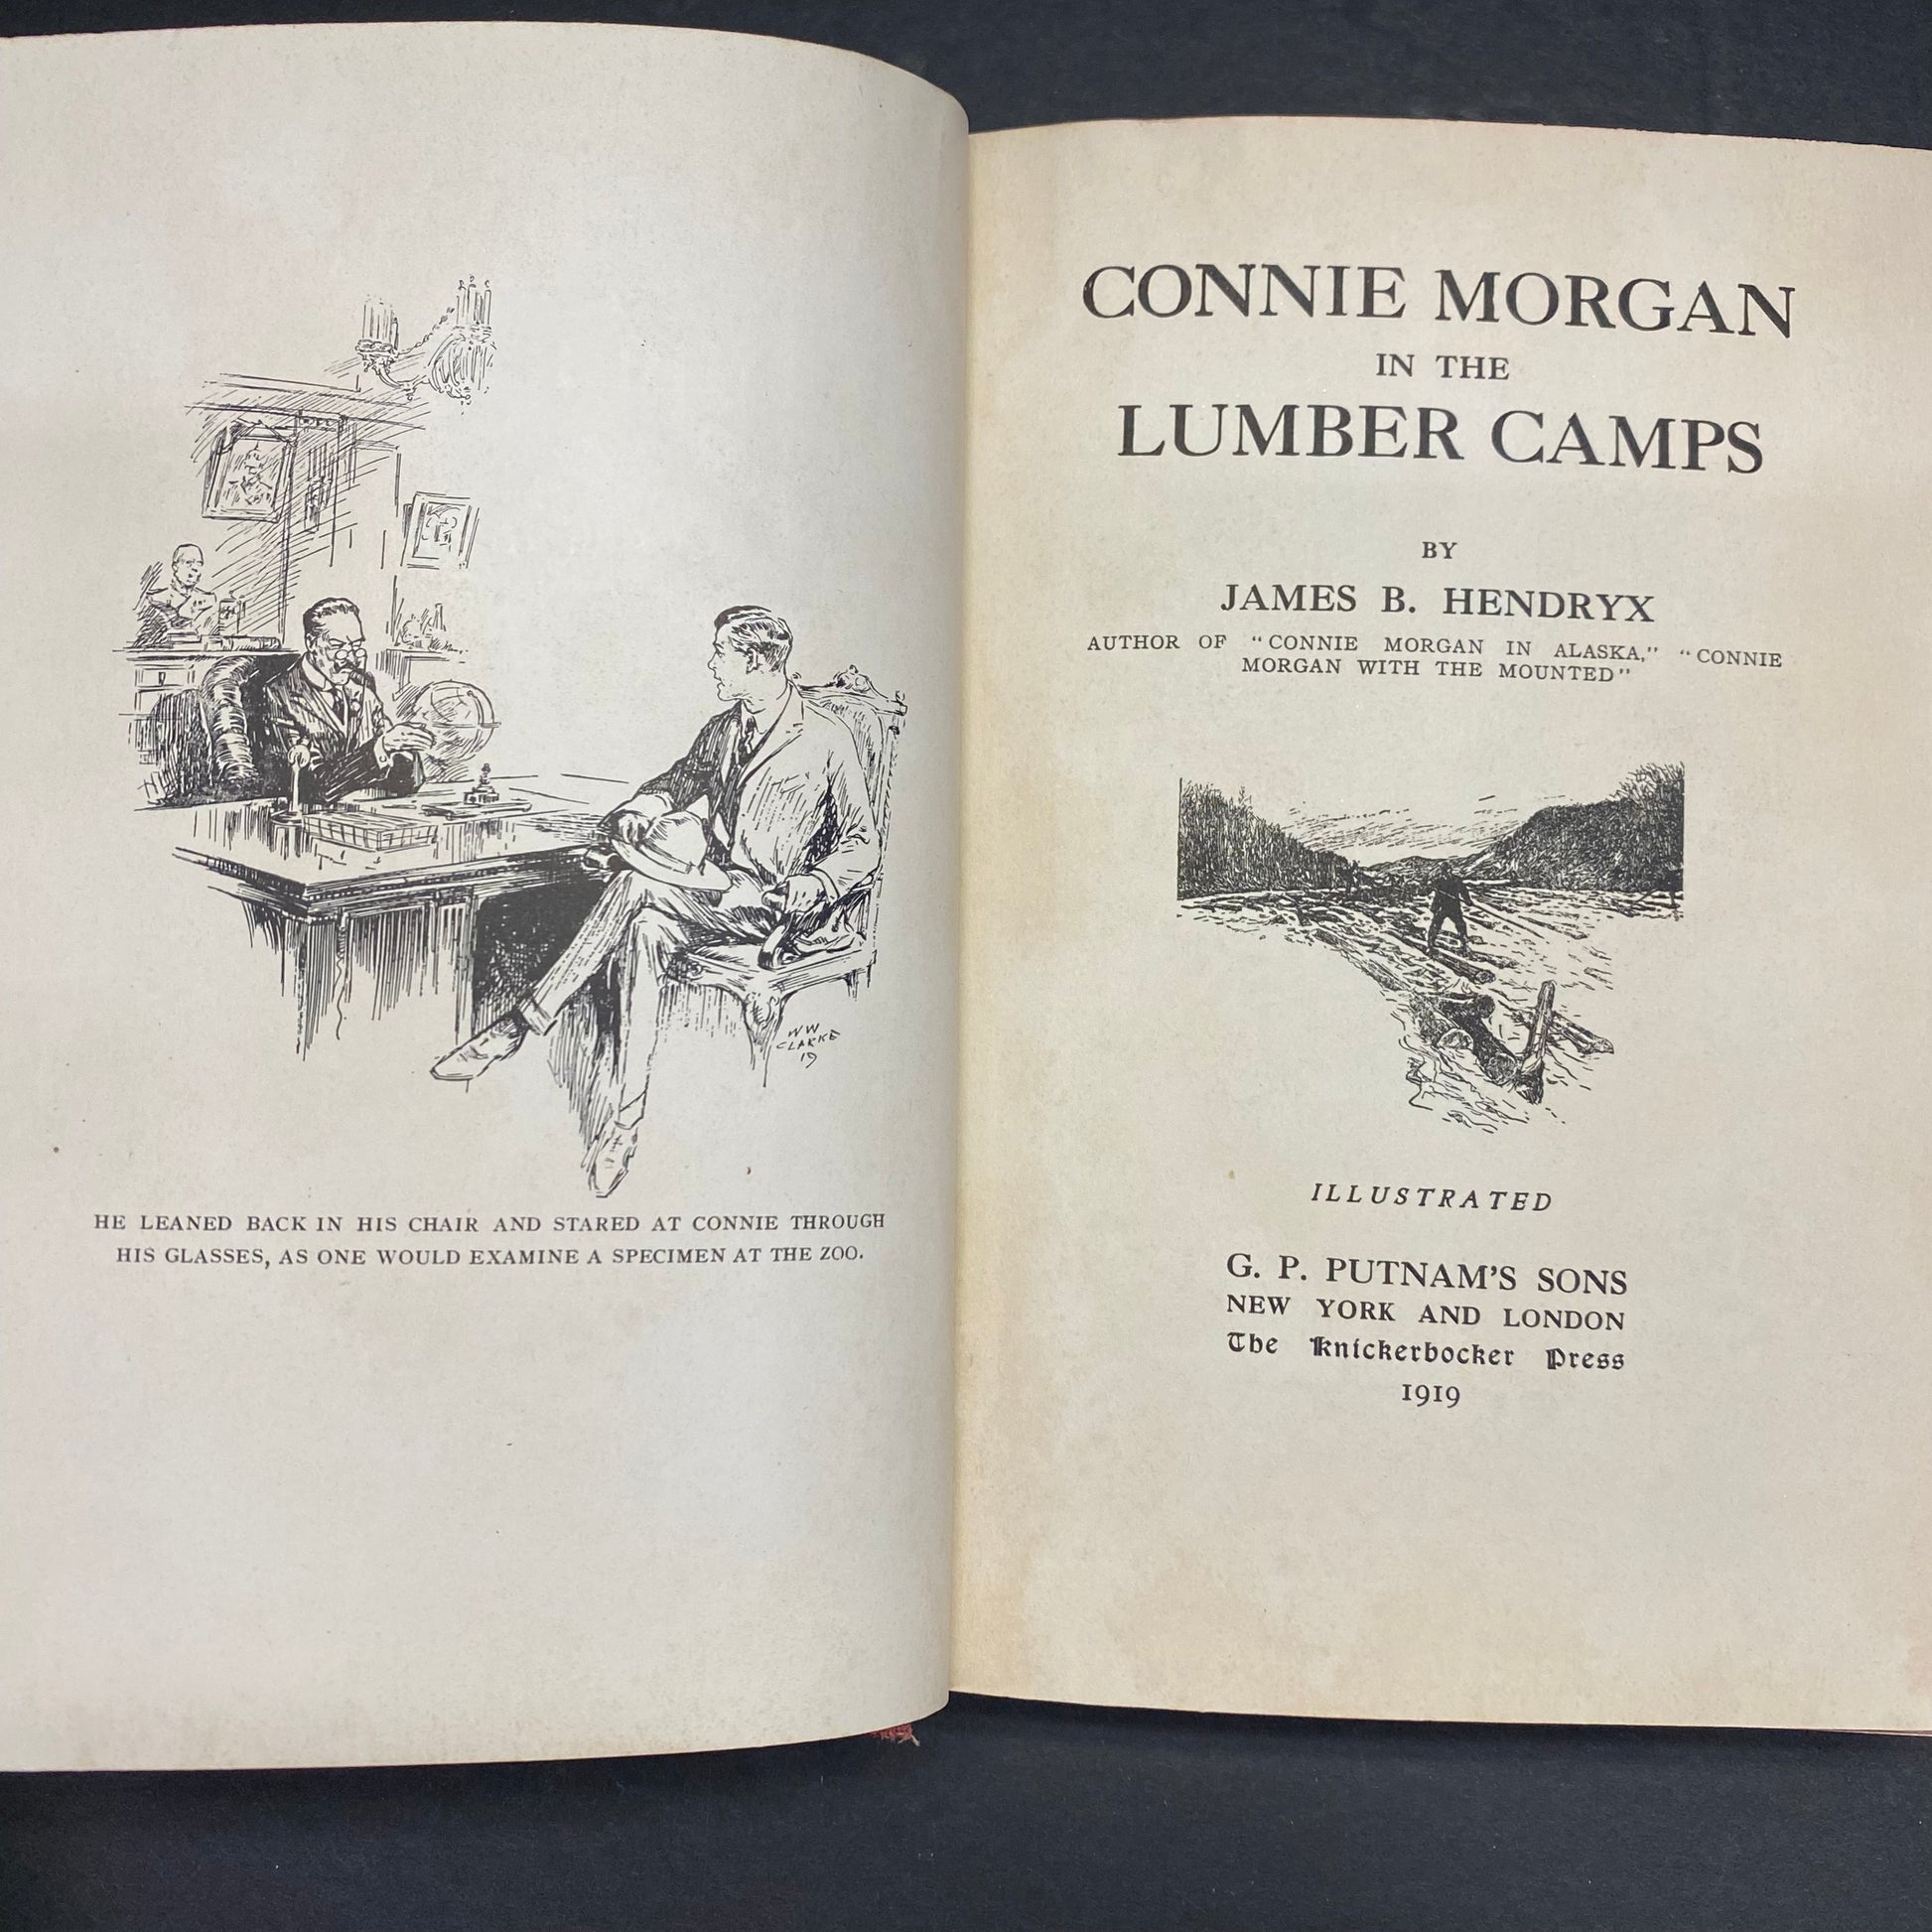 W W
CLARKE
19
HE LEANED BACK IN HIS CHAIR AND STARED AT CONNIE THROUGH
HIS GLASSES, AS ONE WOULD EXAMINE A SPECIMEN AT THE ZOO.
CONNIE MORGAN
IN THE
LUMBER CAMPS
BY
JAMES B. HENDRYX
AUTHOR OF "CONNIE MORGAN IN ALASKA," "CONNIE
MORGAN WITH THE MOUNTED"
ILLUSTRATED
G. P. PUTNAM'S SONS
NEW YORK AND LONDON
The Knickerbocker Press
1919